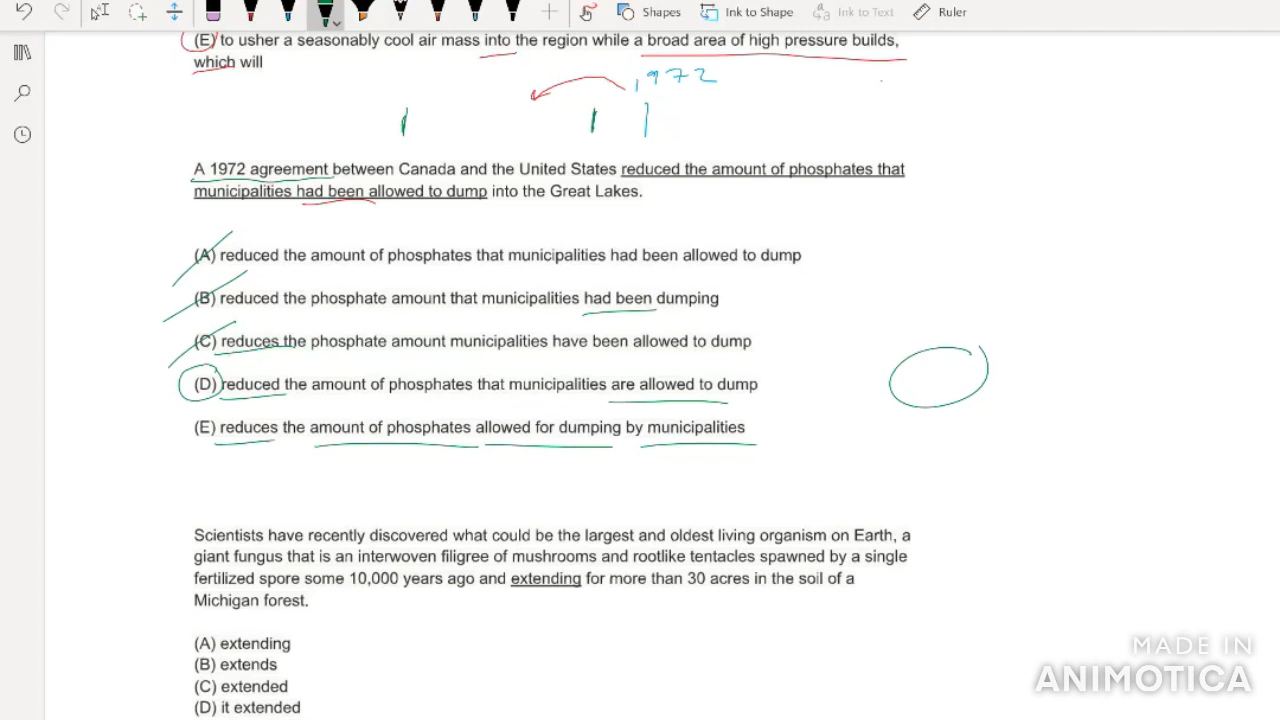 Shapes
Ink to Shape
Ink to Text
Ruler
(E) to usher a seasonably cool air mass into the region while a broad area of high pressure builds,
which will
1972
A 1972 agreement between Canada and the United States reduced the amount of phosphates that
municipalities had been allowed to dump into the Great Lakes.
(A) reduced the amount of phosphates that municipalities had been allowed to dump
(B) reduced the phosphate amount that municipalities had been dumping
(C) reduces the phosphate amount municipalities have been allowed to dump
(D) reduced the amount of phosphates that municipalities are allowed to dump
(E) reduces the amount of phosphates allowed for dumping by municipalities
Scientists have recently discovered what could be the largest and oldest living organism on Earth, a
giant fungus that is an interwoven filigree of mushrooms and rootlike tentacles spawned by a single
fertilized spore some 10,000 years ago and extending for more than 30 acres in the soil of a
Michigan forest.
(A) extending
(B) extends
(C) extended
(D) it extended
MADE IN
ANIMOTICA